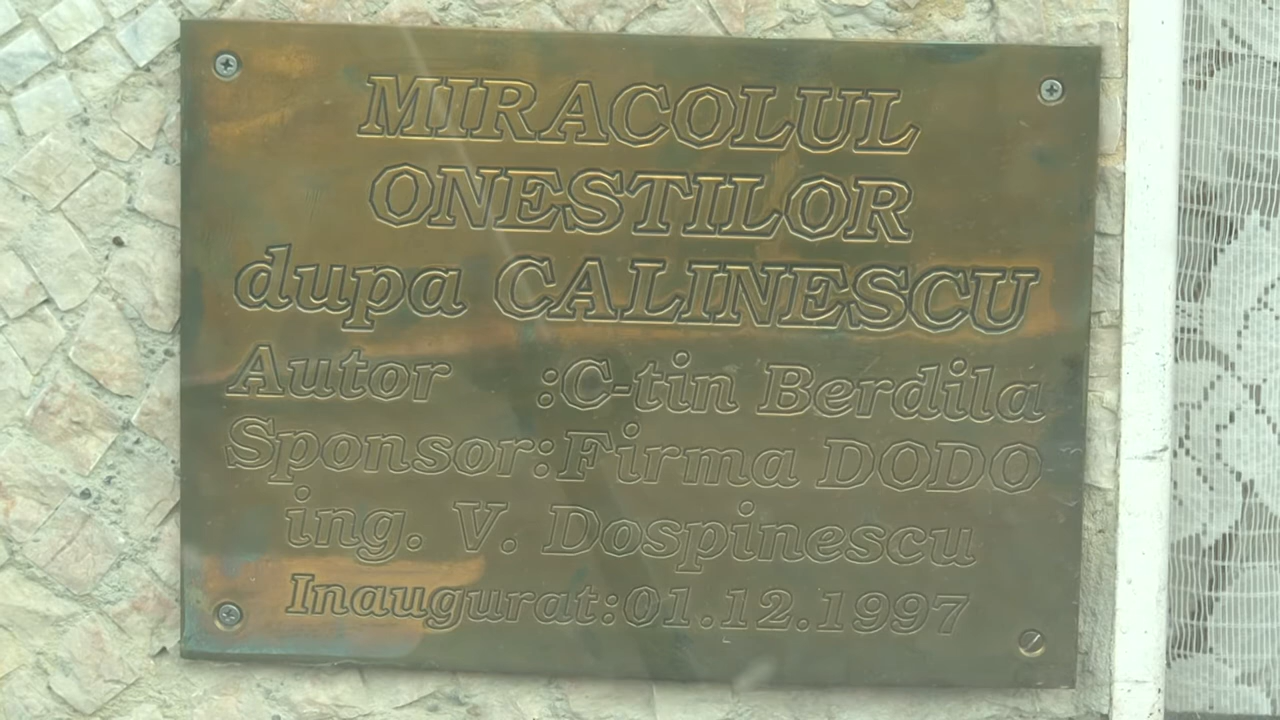 MIRACOLUL
ONESTILOR
dupa CALINESCU
Autor :C-tin Berdila
Sponsor:Firma DODO
ing. V. Dospinescu
Inaugurat:01.12.1997